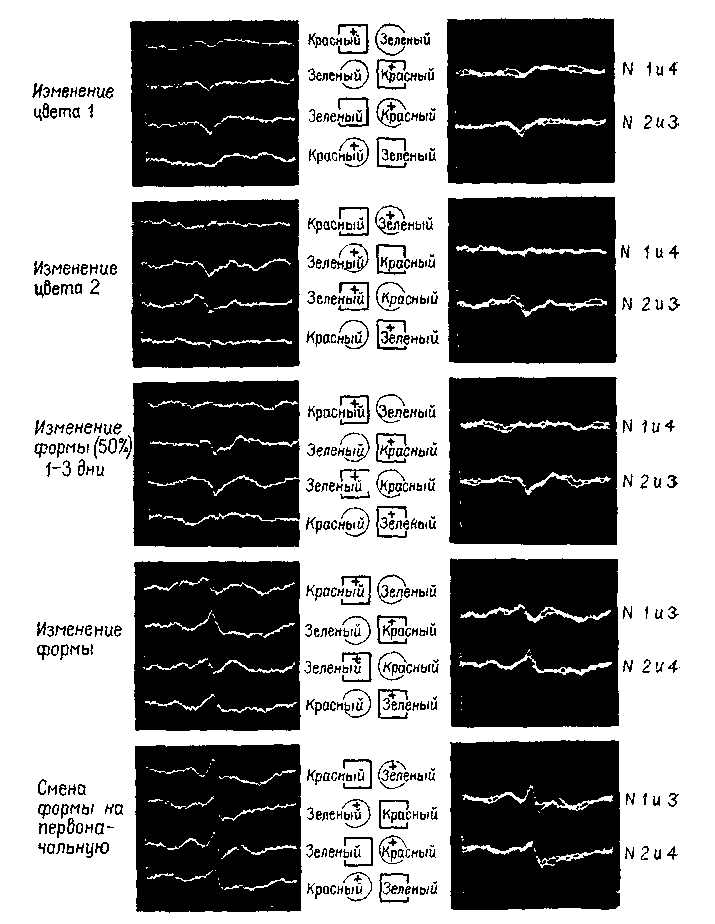 Красный + Зеленый
Зеленый + Красный
Изменение
цвета 1
Зеленый + Красный
Красный + Зеленый
N 1 и 4
N 2 и 3
Красный + Зеленый
Зеленый + Красный
Изменение
цвета 2
Зеленый + Красный
Красный + Зеленый
N 1 и 4
N 2 и 3
Красный + Зеленый
Зеленый + Красный
Изменение
формы (50%)
1-3 дни
Зеленый + Красный
Красный + Зеленый
N 1 и 4
N 2 и 3
Красный + Зеленый
Зеленый + Красный
Изменение
формы
Зеленый + Красный
Красный + Зеленый
N 1 и 3
N 2 и 4
Красный + Зеленый
Зеленый + Красный
Смена
формы на
первона-
чальную
Зеленый + Красный
Красный + Зеленый
N 1 и 3
N 2 и 4